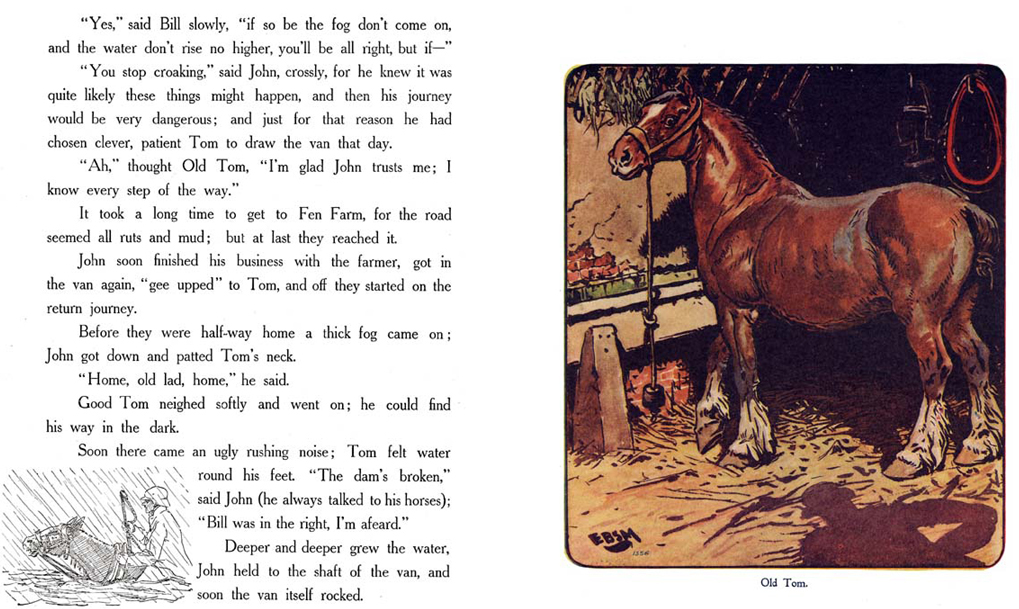 "Yes," said Bill slowly, "if so be the fog don't come on,
and the water don't rise no higher, you'll be all right, but if—"
"You stop croaking," said John, crossly, for he knew it was
quite likely these things might happen, and then his journey
would be very dangerous; and just for that reason he had
chosen clever, patient Tom to draw the van that day.
"Ah," thought Old Tom, "I'm glad John trusts me; I
know every step of the way."
It took a long time to get to Fen Farm, for the road
seemed all ruts and mud; but at last they reached it.
John soon finished his business with the farmer, got in
the van again, "gee upped" to Tom, and off they started on the
return journey.
Before they were half-way home a thick fog came on;
John got down and patted Tom's neck.
"Home, old lad, home," he said.
Good Tom neighed softly and went on; he could find
his way in the dark.
Soon there came an ugly rushing noise; Tom felt water
round his feet. "The dam's broken,"
said John (he always talked to his horses);
"Bill was in the right, I'm afeard."
Deeper and deeper grew the water,
John held to the shaft of the van, and
soon the van itself rocked.
EBSM
1354
Old Tom.